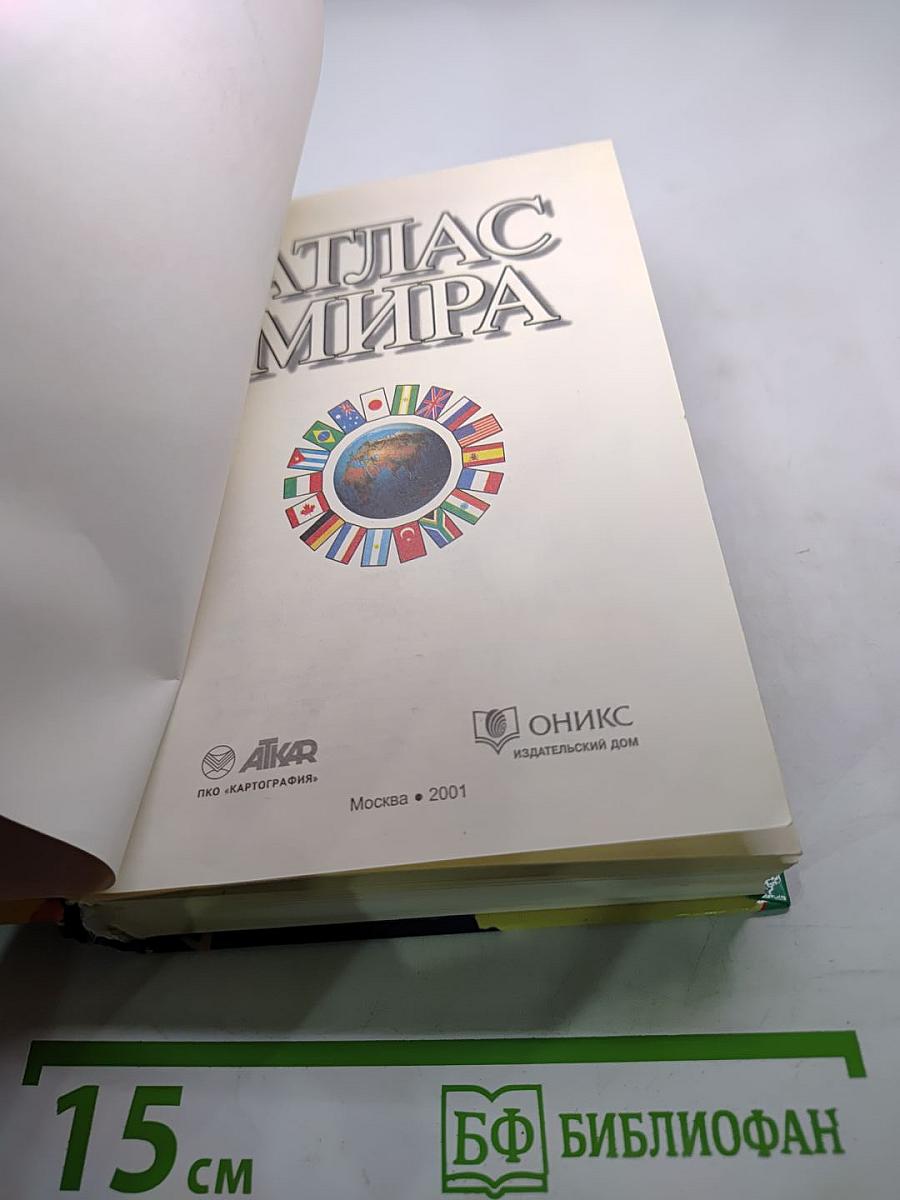 АТЛАС
МИРА
ATKAR
ПКО «КАРТОГРАФИЯ»
ОНИКС
ИЗДАТЕЛЬСКИЙ ДОМ
Москва • 2001
15 см
БФ БИБЛИОФАН